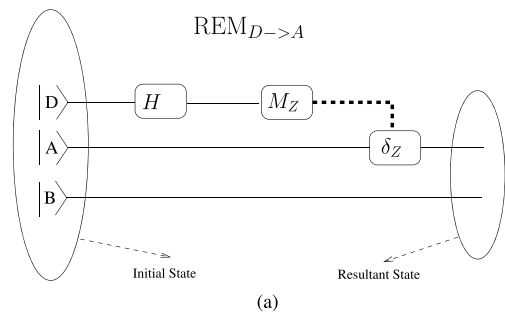 REM_{D->A}
|D> H M_Z
|A> δ_Z
|B>
Initial State
Resultant State
(a)